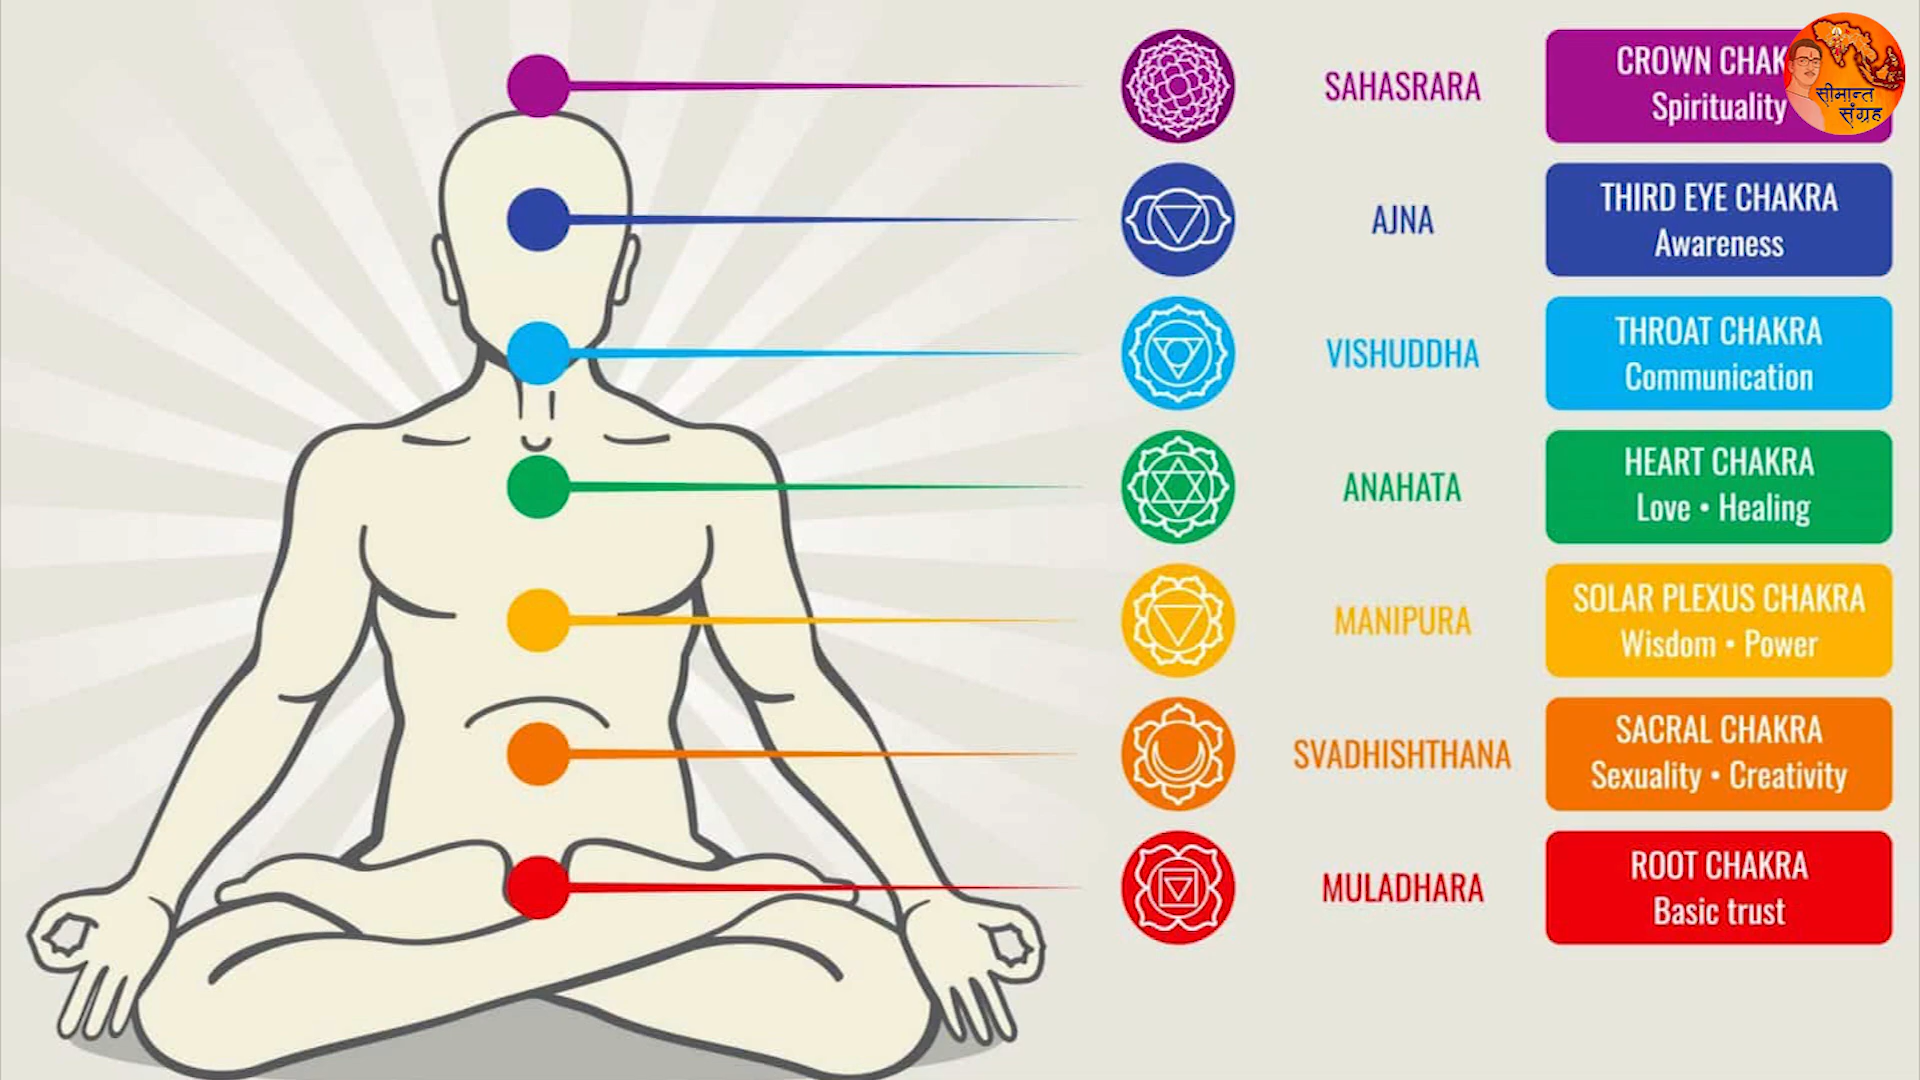 SAHASRARA
CROWN CHAK
Spirituality
सीमान्त
संग्रह
AJNA
THIRD EYE CHAKRA
Awareness
VISHUDDHA
THROAT CHAKRA
Communication
ANAHATA
HEART CHAKRA
Love • Healing
MANIPURA
SOLAR PLEXUS CHAKRA
Wisdom • Power
SVADHISHTHANA
SACRAL CHAKRA
Sexuality • Creativity
MULADHARA
ROOT CHAKRA
Basic trust